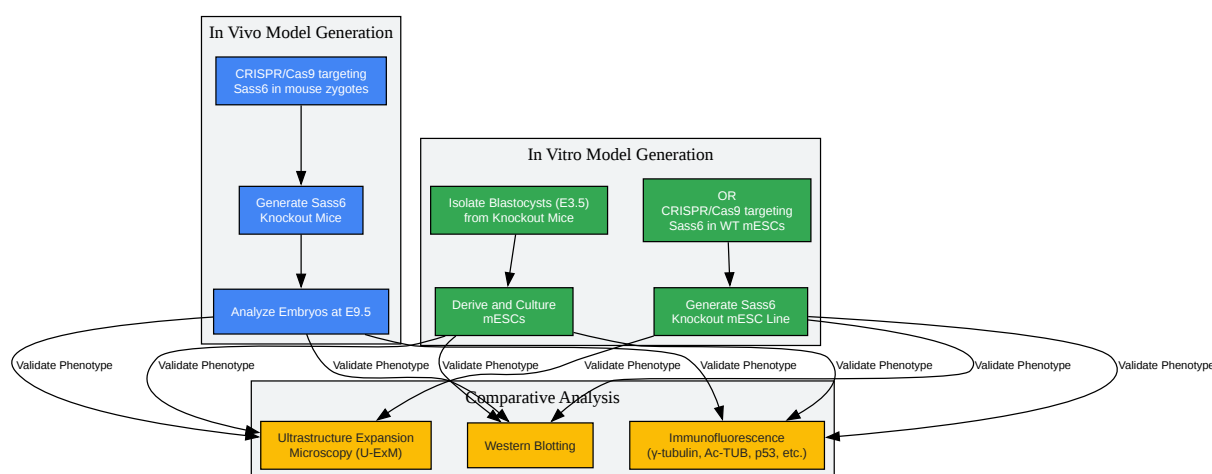 In Vivo Model Generation
CRISPR/Cas9 targeting
Sass6 in mouse zygotes
Generate Sass6
Knockout Mice
Analyze Embryos at E9.5
In Vitro Model Generation
Isolate Blastocysts (E3.5)
from Knockout Mice
OR
CRISPR/Cas9 targeting
Sass6 in WT mESCs
Derive and Culture
mESCs
Generate Sass6
Knockout mESC Line
Validate Phenotype
Validate Phenotype
Validate Phenotype
Validate Phenotype
Validate Phenotype
Validate Phenotype
Validate Phenotype
Validate Phenotype
Validate Phenotype
Comparative Analysis
Ultrastructure Expansion
Microscopy (U-ExM)
Western Blotting
Immunofluorescence
(γ-tubulin, Ac-TUB, p53, etc.)